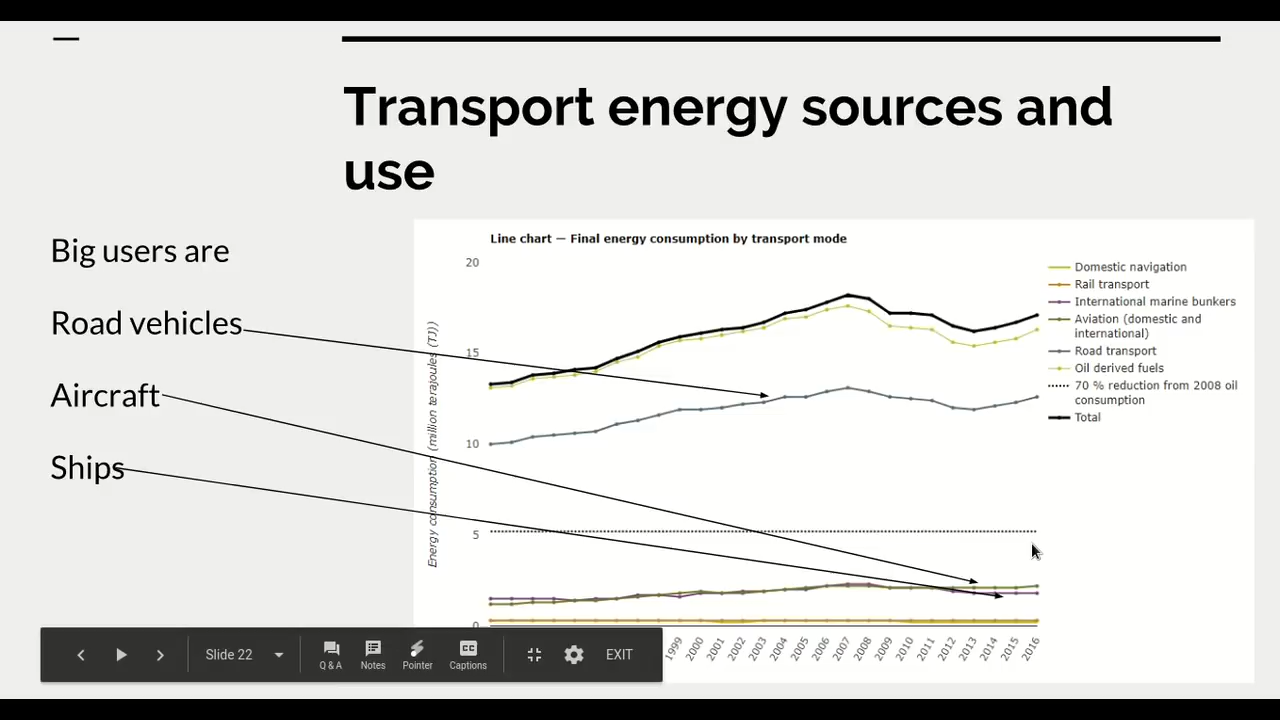 Transport energy sources and
use
Big users are
Road vehicles
Aircraft
Ships
Line chart — Final energy consumption by transport mode
Energy consumption (million terajoules (TJ))
20
15
10
5
0
1999
2000
2001
2002
2003
2004
2005
2006
2007
2008
2009
2010
2011
2012
2013
2014
2015
2016
Domestic navigation
Rail transport
International marine bunkers
Aviation (domestic and
international)
Road transport
Oil derived fuels
70 % reduction from 2008 oil
consumption
Total
Slide 22
Q & A
Notes
Pointer
CC
Captions
EXIT